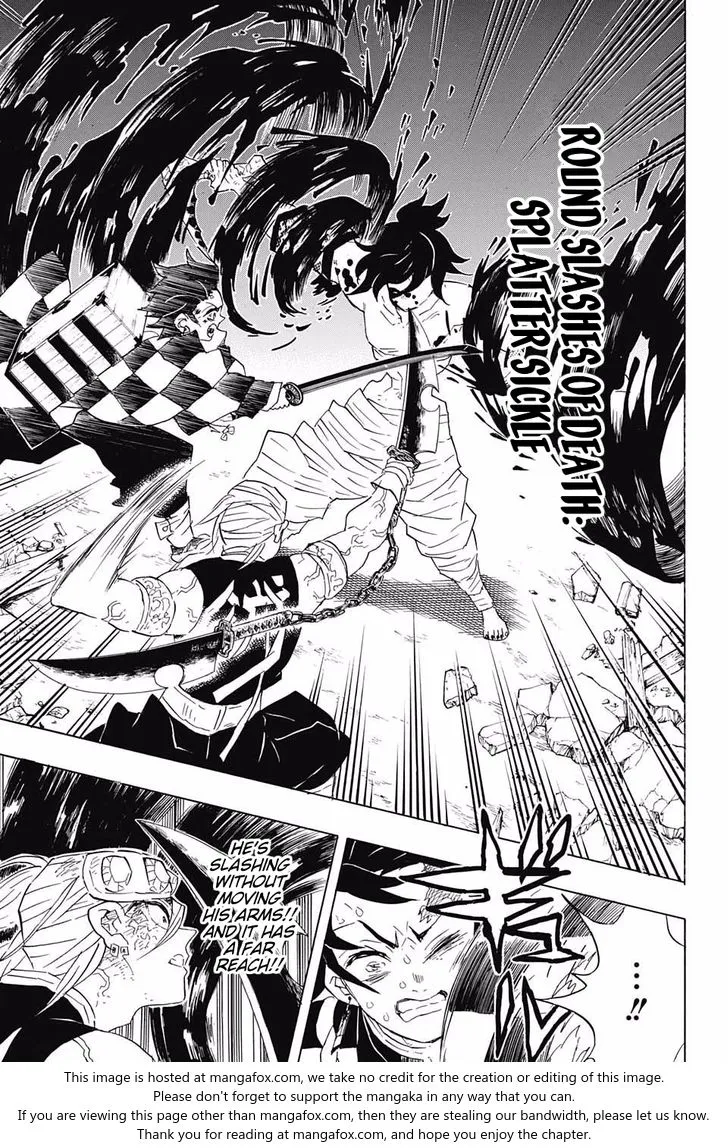 ROUND SLASHES OF DEATH:
SPLATTER SICKLE
...!!
HE'S
SLASHING
WITHOUT
MOVING
HIS ARMS!!
AND IT HAS
A FAR
REACH!!
This image is hosted at mangafox.com, we take no credit for the creation or editing of this image.
Please don't forget to support the mangaka in any way that you can.
If you are viewing this page other than mangafox.com, then they are stealing our bandwidth, please let us know.
Thank you for reading at mangafox.com, and hope you enjoy the chapter.